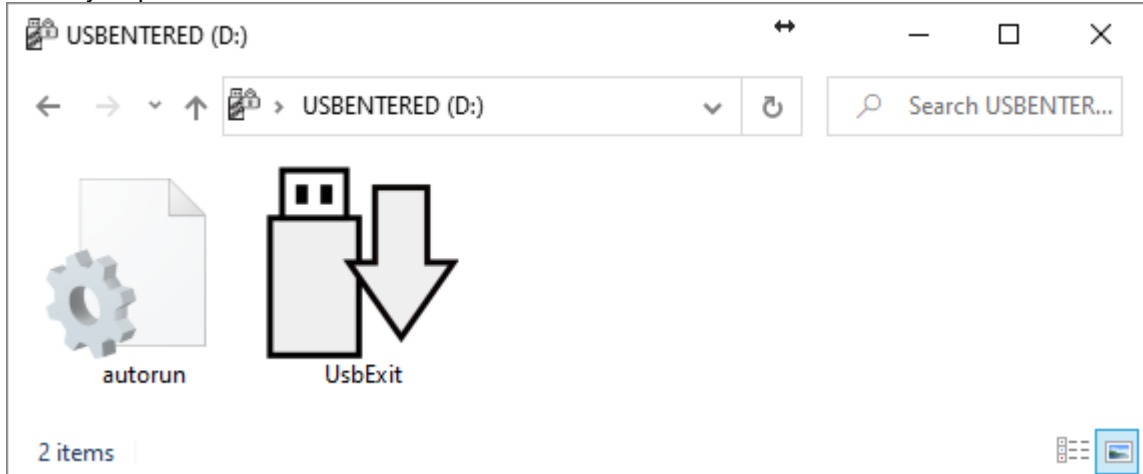 USBENTERED (D:)
USBENTERED (D:)
Search USBENTER...
autorun
UsbExit
2 items